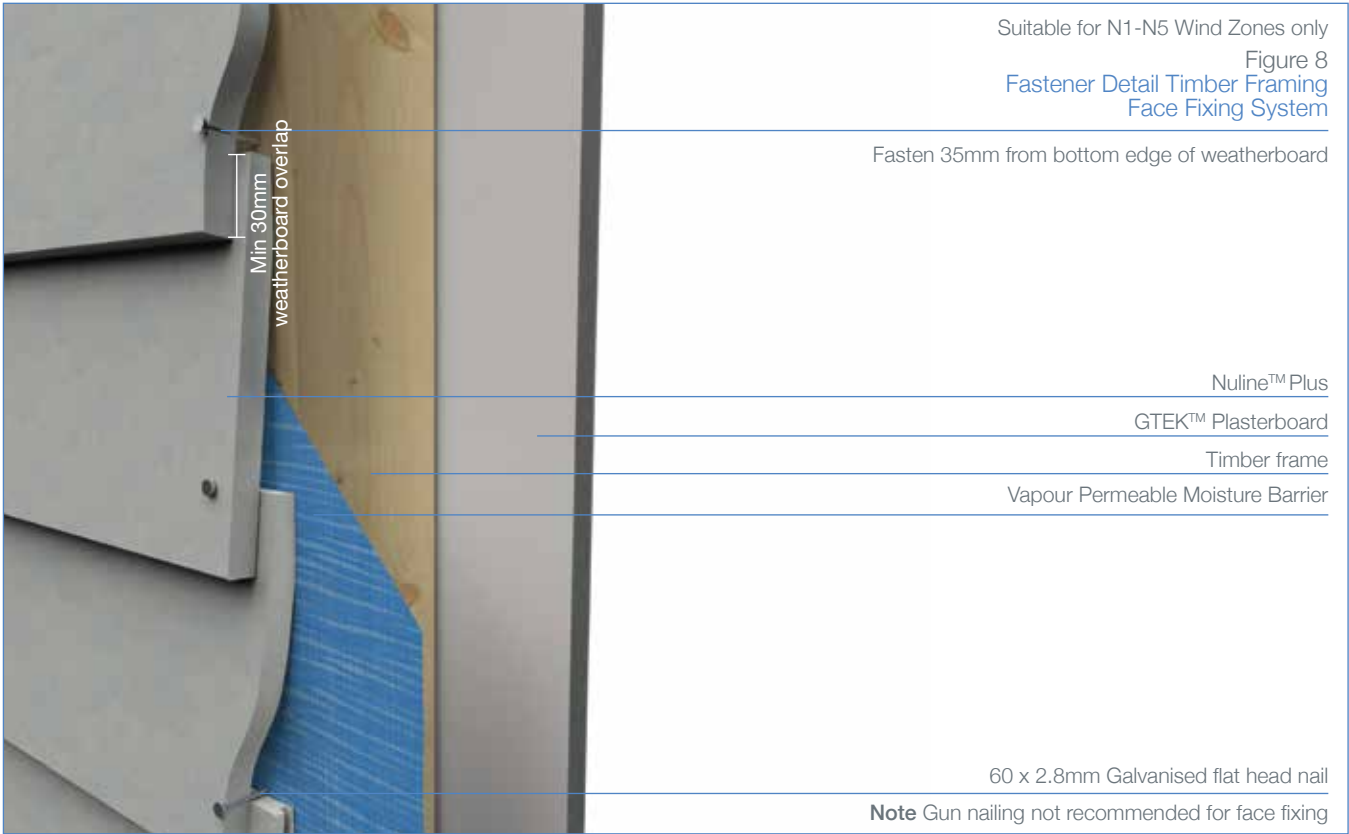 Suitable for N1-N5 Wind Zones only
Figure 8
Fastener Detail Timber Framing
Face Fixing System
Fasten 35mm from bottom edge of weatherboard
Min 30mm
weatherboard overlap
Nuline™ Plus
GTEK™ Plasterboard
Timber frame
Vapour Permeable Moisture Barrier
60 x 2.8mm Galvanised flat head nail
Note Gun nailing not recommended for face fixing